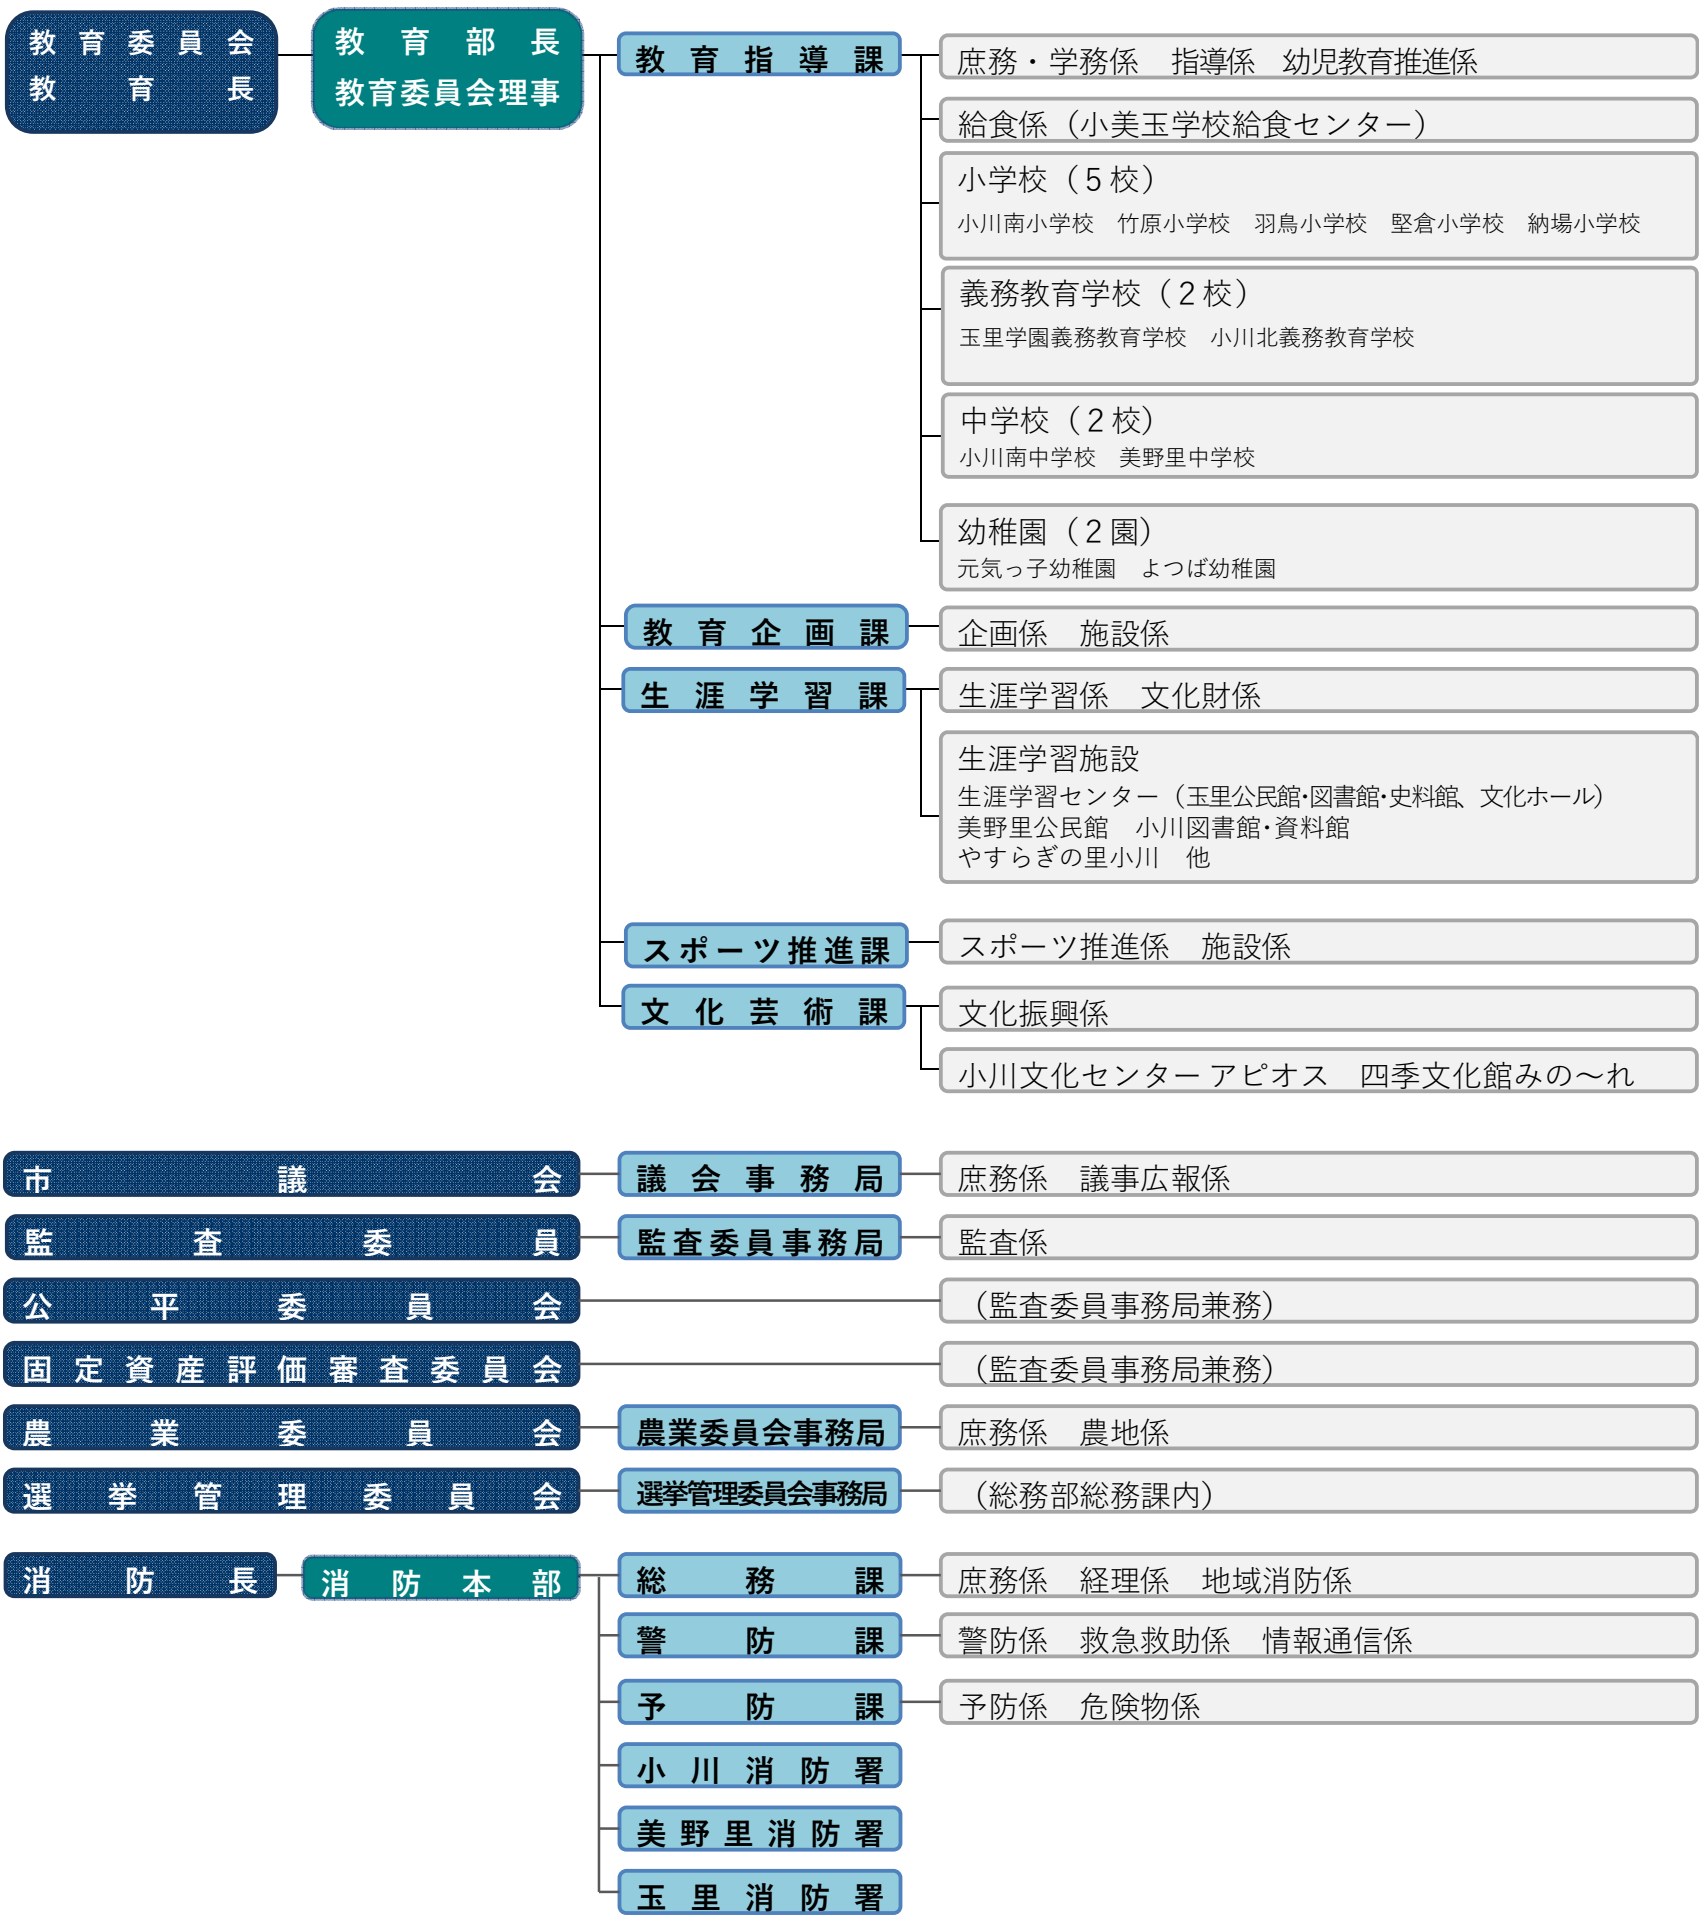 教育委員会
教育長
教育部長
教育委員会理事
教育指導課
庶務・学務係　指導係　幼児教育推進係
給食係（小美玉学校給食センター）
小学校（５校）
小川南小学校　竹原小学校　羽鳥小学校　堅倉小学校　納場小学校
義務教育学校（２校）
玉里学園義務教育学校　小川北義務教育学校
中学校（２校）
小川南中学校　美野里中学校
幼稚園（２園）
元気っ子幼稚園　よつば幼稚園
教育企画課
企画係　施設係
生涯学習課
生涯学習係　文化財係
生涯学習施設
生涯学習センター（玉里公民館・図書館・史料館、文化ホール）
美野里公民館　小川図書館・資料館
やすらぎの里小川　他
スポーツ推進課
スポーツ推進係　施設係
文化芸術課
文化振興係
小川文化センター アピオス　四季文化館みの～れ
市議会
議会事務局
庶務係　議事広報係
監査委員
監査委員事務局
監査係
公平委員会
（監査委員事務局兼務）
固定資産評価審査委員会
（監査委員事務局兼務）
農業委員会
農業委員会事務局
庶務係　農地係
選挙管理委員会
選挙管理委員会事務局
（総務部総務課内）
消防長
消防本部
総務課
庶務係　経理係　地域消防係
警防課
警防係　救急救助係　情報通信係
予防課
予防係　危険物係
小川消防署
美野里消防署
玉里消防署